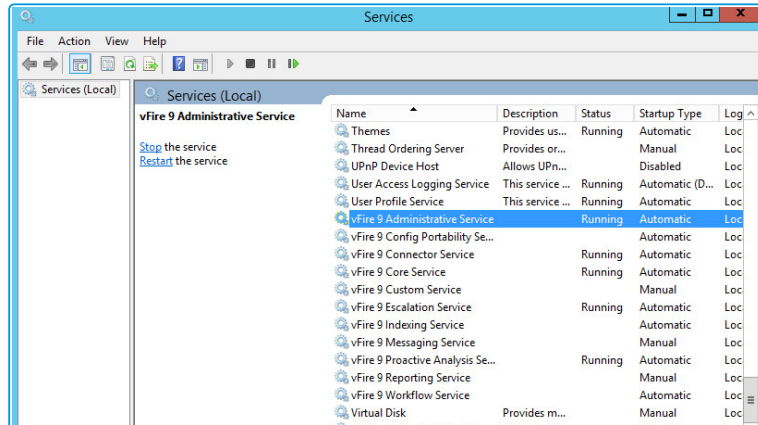 Services
File Action View Help
Services (Local)
Services (Local)
vFire 9 Administrative Service
Stop the service
Restart the service
Name Description Status Startup Type Log
Themes Provides us... Running Automatic Loc
Thread Ordering Server Provides or... Manual Loc
UPnP Device Host Allows UPn... Disabled Loc
User Access Logging Service This service ... Running Automatic (D... Loc
User Profile Service This service ... Running Automatic Loc
vFire 9 Administrative Service Running Automatic Loc
vFire 9 Config Portability Se... Automatic Loc
vFire 9 Connector Service Running Automatic Loc
vFire 9 Core Service Running Automatic Loc
vFire 9 Custom Service Manual Loc
vFire 9 Escalation Service Running Automatic Loc
vFire 9 Indexing Service Automatic Loc
vFire 9 Messaging Service Manual Loc
vFire 9 Proactive Analysis Se... Running Automatic Loc
vFire 9 Reporting Service Manual Loc
vFire 9 Workflow Service Automatic Loc
Virtual Disk Provides m... Manual Loc